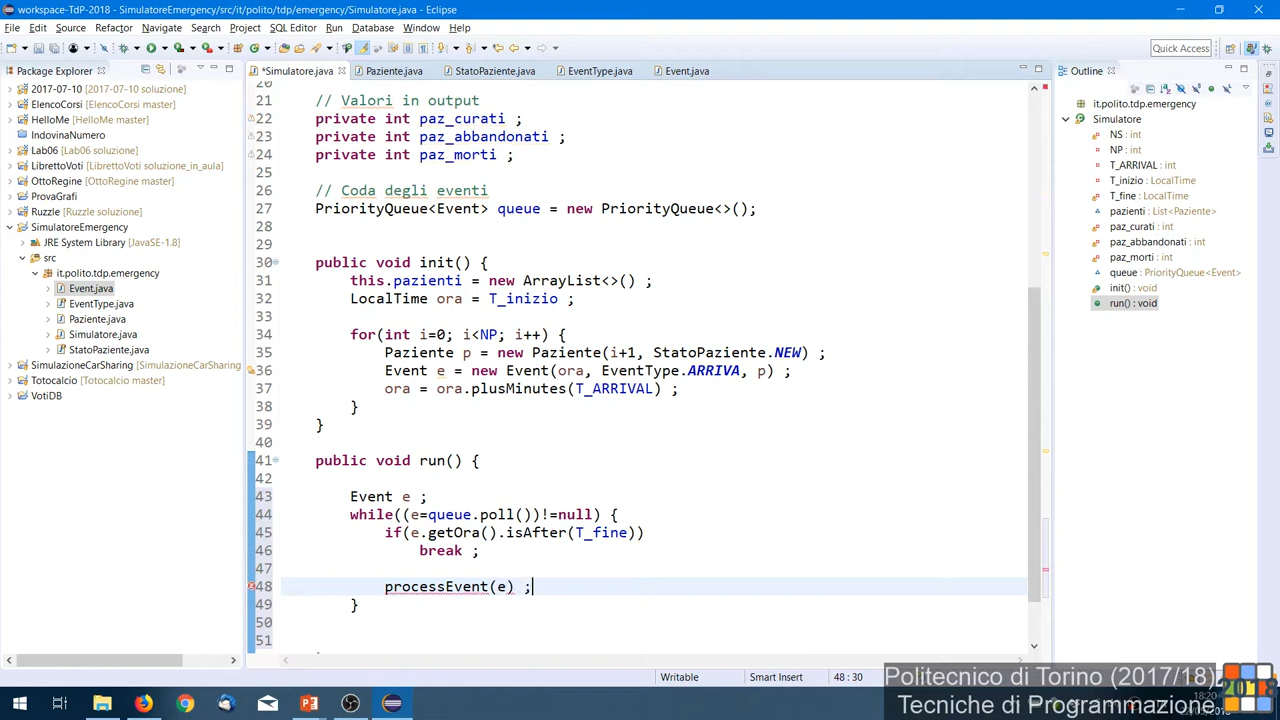 workspace-TdP-2018 - SimulatoreEmergency/src/it/polito/tdp/emergency/Simulatore.java - Eclipse
File Edit Source Refactor Navigate Search Project SQL Editor Run Database Window Help
Quick Access
Package Explorer
*Simulatore.java Paziente.java StatoPaziente.java EventType.java Event.java
Outline
2017-07-10 [2017-07-10 soluzione]
ElencoCorsi [ElencoCorsi master]
HelloMe [HelloMe master]
IndovinaNumero
Lab06 [Lab06 soluzione]
LibrettoVoti [LibrettoVoti soluzione_in_aula]
OttoRegine [OttoRegine master]
ProvaGrafi
Ruzzle [Ruzzle soluzione]
SimulatoreEmergency
JRE System Library [JavaSE-1.8]
src
it.polito.tdp.emergency
Event.java
EventType.java
Paziente.java
Simulatore.java
StatoPaziente.java
SimulazioneCarSharing [SimulazioneCarSharing
Totocalcio [Totocalcio master]
VotiDB
20
21 // Valori in output
22 private int paz_curati ;
23 private int paz_abbandonati ;
24 private int paz_morti ;
25
26 // Coda degli eventi
27 PriorityQueue<Event> queue = new PriorityQueue<>();
28
29
30 public void init() {
31 this.pazienti = new ArrayList<>() ;
32 LocalTime ora = T_inizio ;
33
34 for(int i=0; i<NP; i++) {
35 Paziente p = new Paziente(i+1, StatoPaziente.NEW) ;
36 Event e = new Event(ora, EventType.ARRIVA, p) ;
37 ora = ora.plusMinutes(T_ARRIVAL) ;
38 }
39 }
40
41 public void run() {
42
43 Event e ;
44 while((e=queue.poll())!=null) {
45 if(e.getOra().isAfter(T_fine))
46 break ;
47
48 processEvent(e) ;
49 }
50
51
it.polito.tdp.emergency
Simulatore
NS : int
NP : int
T_ARRIVAL : int
T_inizio : LocalTime
T_fine : LocalTime
pazienti : List<Paziente>
paz_curati : int
paz_abbandonati : int
paz_morti : int
queue : PriorityQueue<Event>
init() : void
run() : void
Writable Smart Insert 48 : 30
Politecnico di Torino (2017/18)
Tecniche di Programmazione
2018
18:20